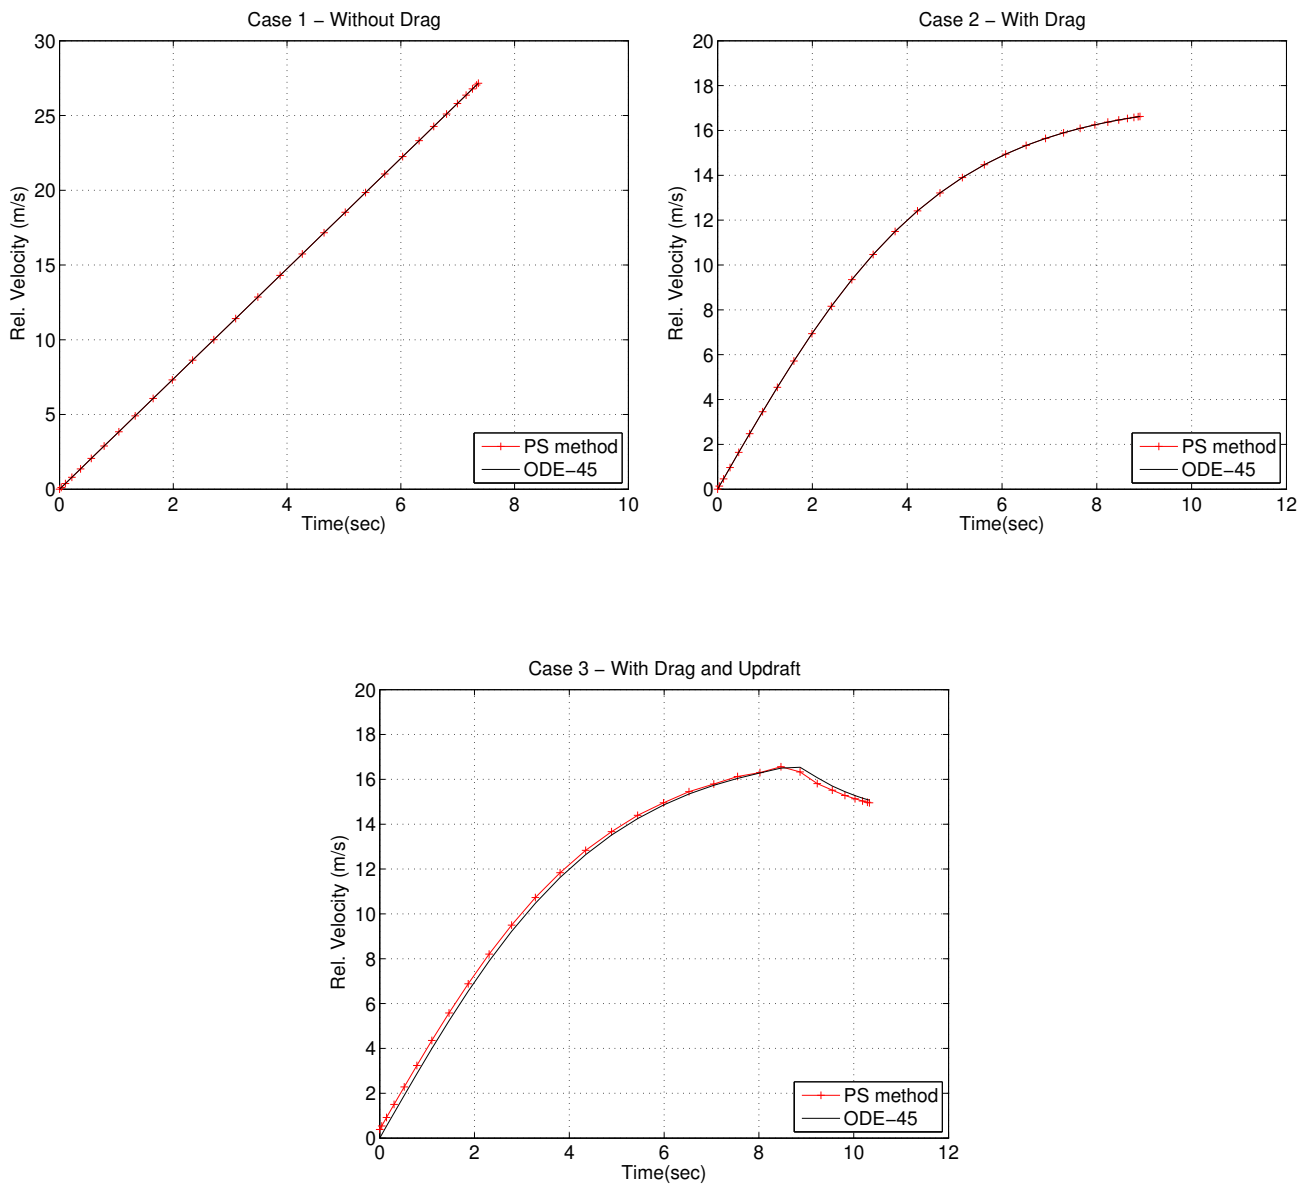 Case 1 – Without Drag
30
25
20
15
10
5
0
Rel. Velocity (m/s)
0 2 4 6 8 10
Time(sec)
PS method
ODE–45
Case 2 – With Drag
20
18
16
14
12
10
8
6
4
2
0
Rel. Velocity (m/s)
0 2 4 6 8 10 12
Time(sec)
PS method
ODE–45
Case 3 – With Drag and Updraft
20
18
16
14
12
10
8
6
4
2
0
Rel. Velocity (m/s)
0 2 4 6 8 10 12
Time(sec)
PS method
ODE–45